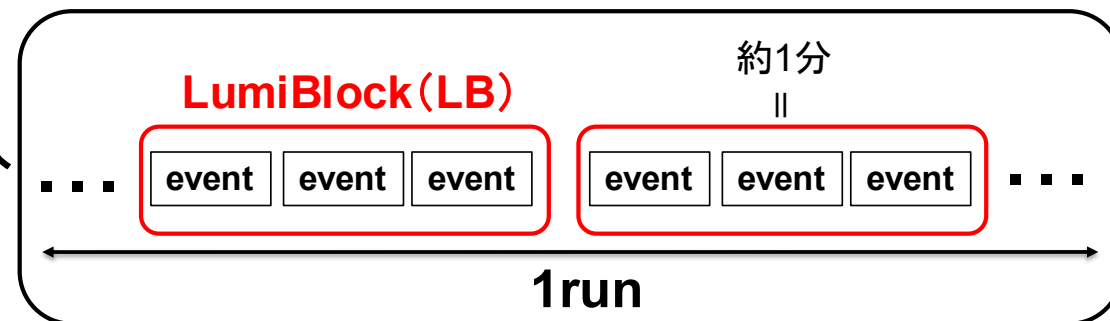 約1分
LumiBlock（LB）
=
... event event event event event event ...
1run